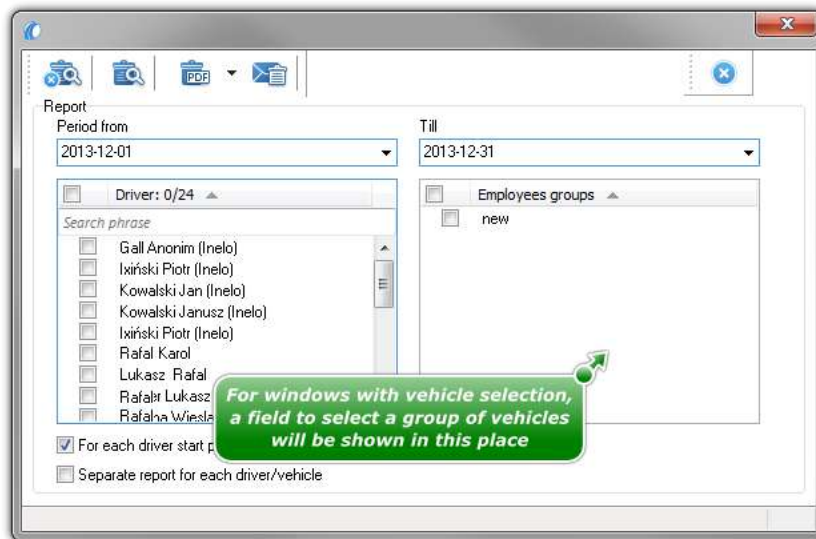 PDF
Report
Period from
Till
2013-12-01
2013-12-31
Driver: 0/24
Employees groups
Search phrase
new
Gall Anonim (Inelo)
Ixiński Piotr (Inelo)
Kowalski Jan (Inelo)
Kowalski Janusz (Inelo)
Ixiński Piotr (Inelo)
Rafal Karol
Lukasz Rafal
Lukasz
For windows with vehicle selection,
a field to select a group of vehicles
will be shown in this place
For each driver start
Separate report for each driver/vehicle